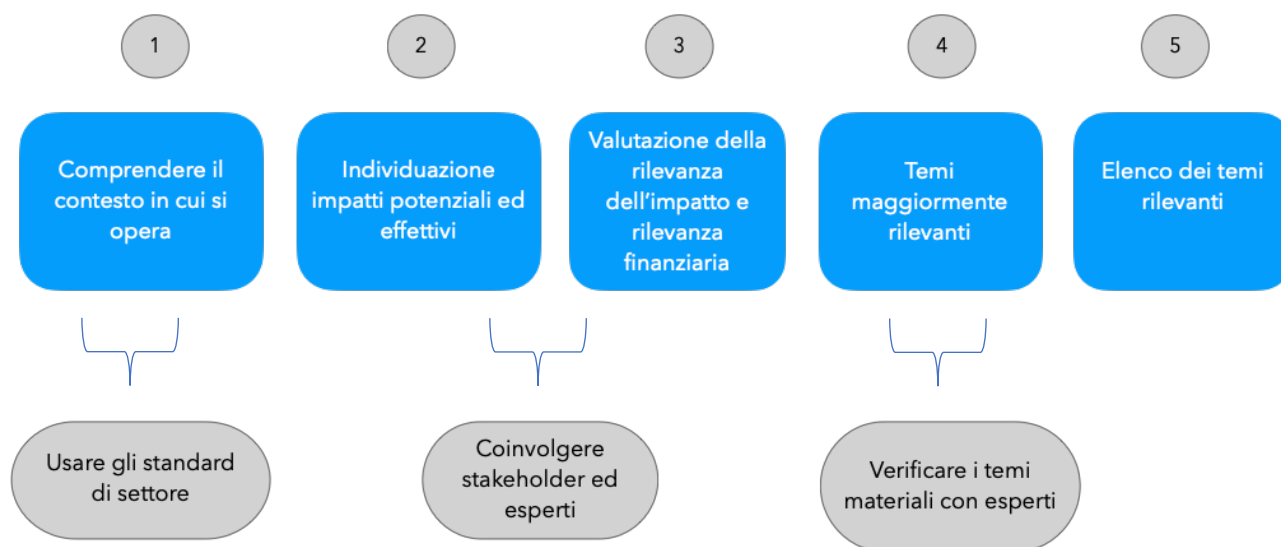 1
2
3
4
5
Comprendere il
contesto in cui si
opera
Individuazione
impatti potenziali ed
effettivi
Valutazione della
rilevanza
dell'impatto e
rilevanza
finanziaria
Temi
maggiormente
rilevanti
Elenco dei temi
rilevanti
Usare gli standard
di settore
Coinvolgere
stakeholder ed
esperti
Verificare i temi
materiali con esperti